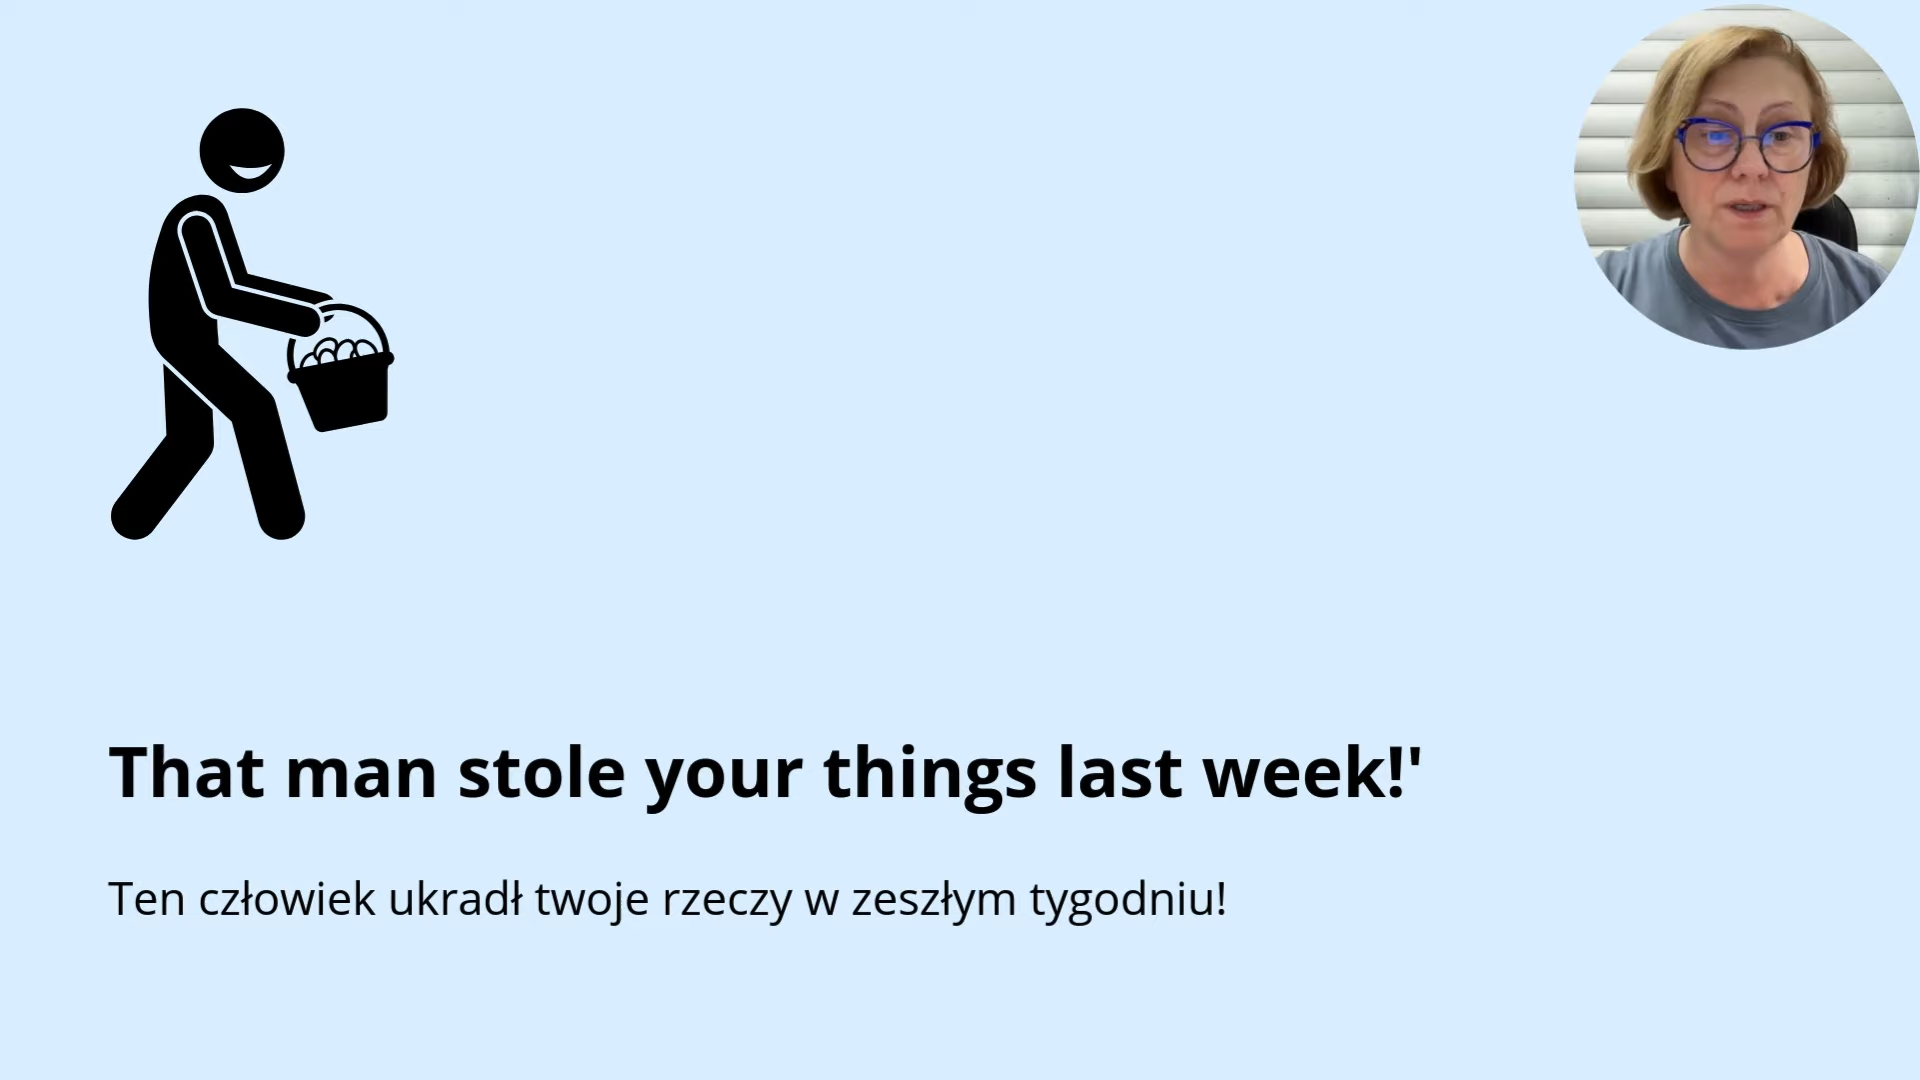 That man stole your things last week!'
Ten człowiek ukradł twoje rzeczy w zeszłym tygodniu!